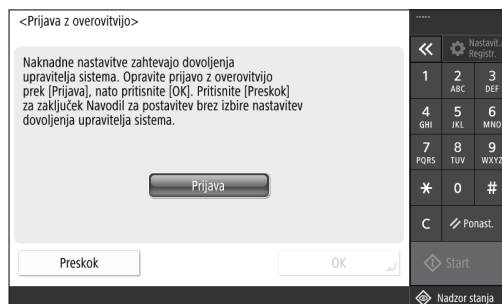 <Prijava z overovitvijo>
Naknadne nastavitve zahtevajo dovoljenja
upravitelja sistema. Opravite prijavo z overovitvijo
prek [Prijava], nato pritisnite [OK]. Pritisnite [Preskok]
za zaključek Navodil za postavitev brez izbire nastavitev
dovoljenja upravitelja sistema.
Prijava
Preskok
OK
-----
Nastavit./
Registr.
1 2 3
ABC DEF
4 5 6
GHI JKL MNO
7 8 9
PQRS TUV WXYZ
* 0 #
C Ponast.
Start
Nadzor stanja